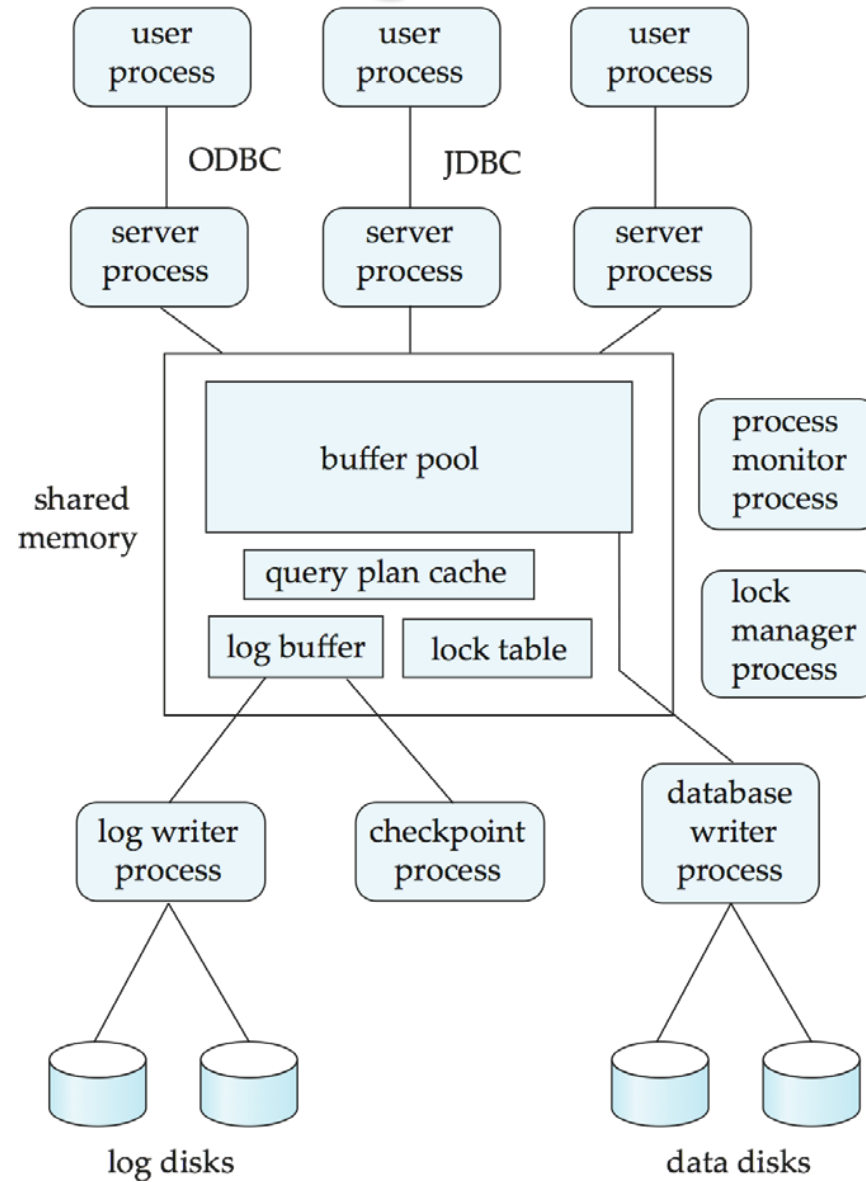 user
process
user
process
user
process
ODBC
JDBC
server
process
server
process
server
process
shared
memory
buffer pool
query plan cache
log buffer
lock table
process
monitor
process
lock
manager
process
log writer
process
checkpoint
process
database
writer
process
log disks
data disks